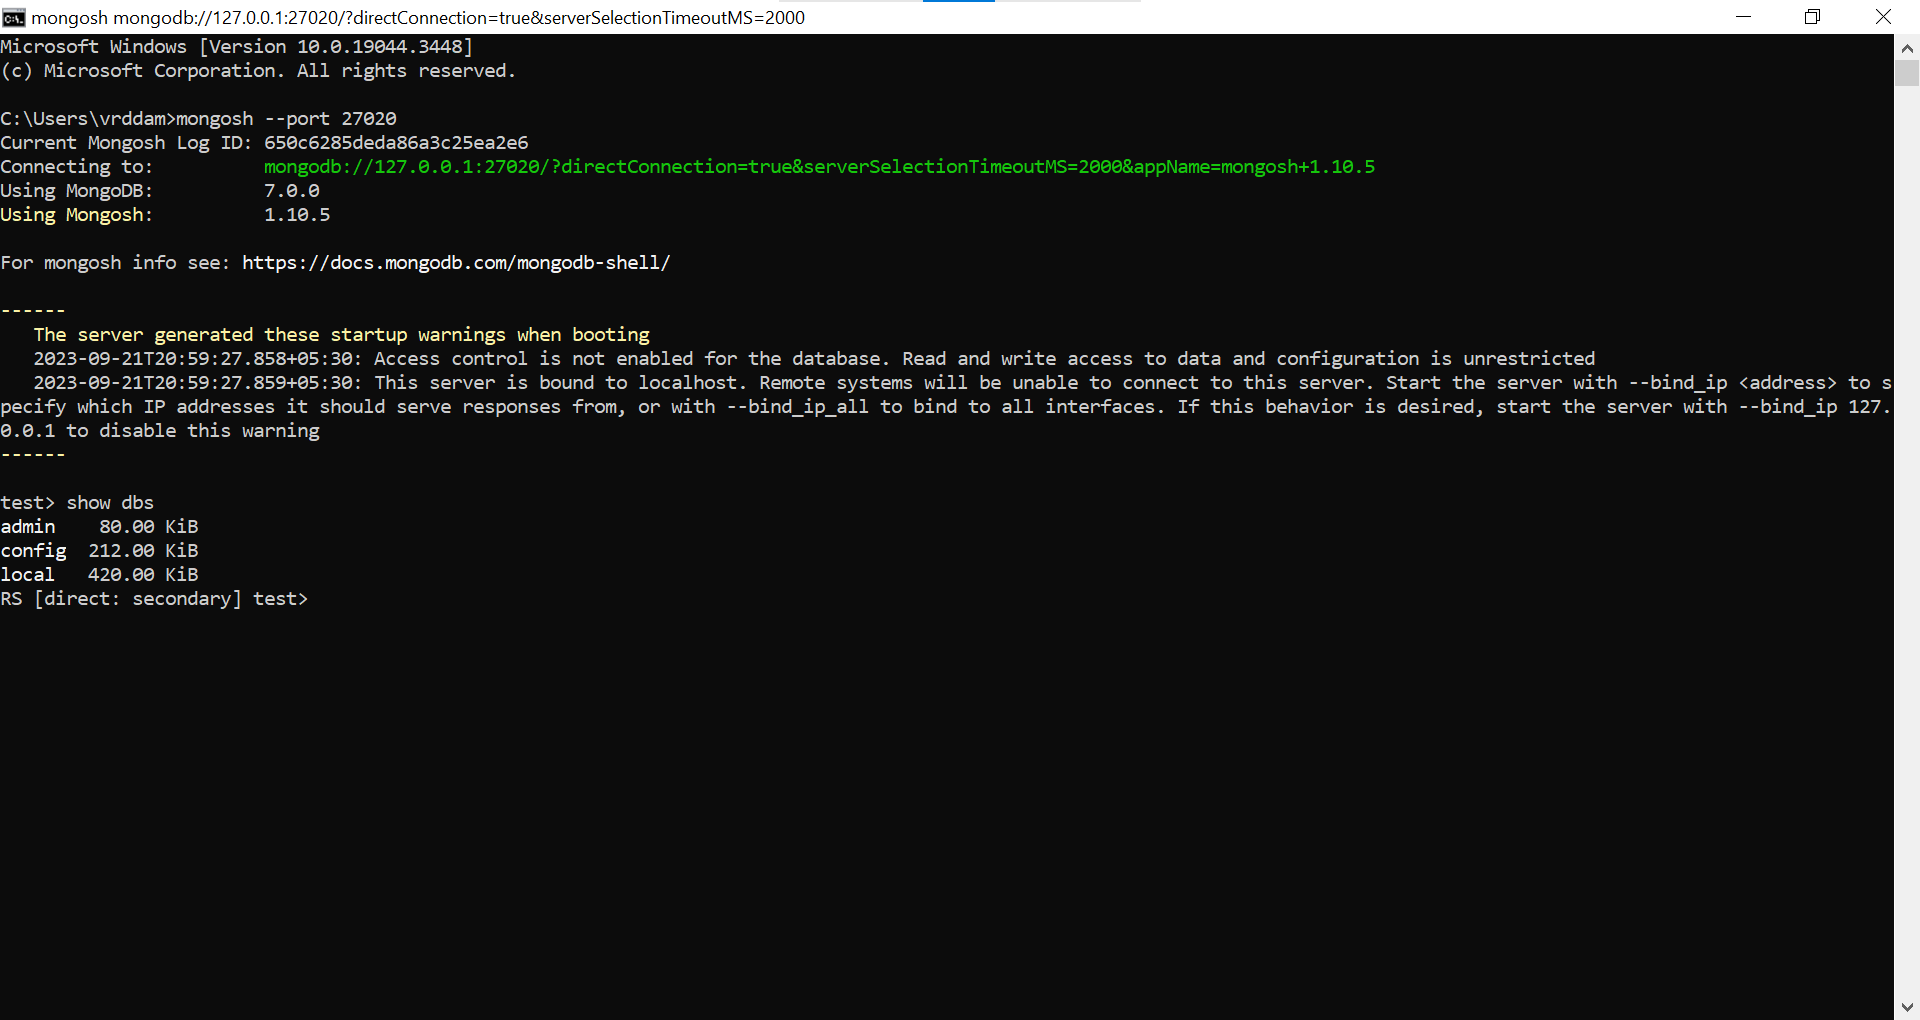 mongosh mongodb://127.0.0.1:27020/?directConnection=true&serverSelectionTimeoutMS=2000
Microsoft Windows [Version 10.0.19044.3448]
(c) Microsoft Corporation. All rights reserved.
C:\Users\vrddam>mongosh --port 27020
Current Mongosh Log ID: 650c6285deda86a3c25ea2e6
Connecting to:          mongodb://127.0.0.1:27020/?directConnection=true&serverSelectionTimeoutMS=2000&appName=mongosh+1.10.5
Using MongoDB:          7.0.0
Using Mongosh:          1.10.5
For mongosh info see: https://docs.mongodb.com/mongodb-shell/
------
   The server generated these startup warnings when booting
   2023-09-21T20:59:27.858+05:30: Access control is not enabled for the database. Read and write access to data and configuration is unrestricted
   2023-09-21T20:59:27.859+05:30: This server is bound to localhost. Remote systems will be unable to connect to this server. Start the server with --bind_ip <address> to s
pecify which IP addresses it should serve responses from, or with --bind_ip_all to bind to all interfaces. If this behavior is desired, start the server with --bind_ip 127.
0.0.1 to disable this warning
------
test> show dbs
admin    80.00 KiB
config  212.00 KiB
local   420.00 KiB
RS [direct: secondary] test>